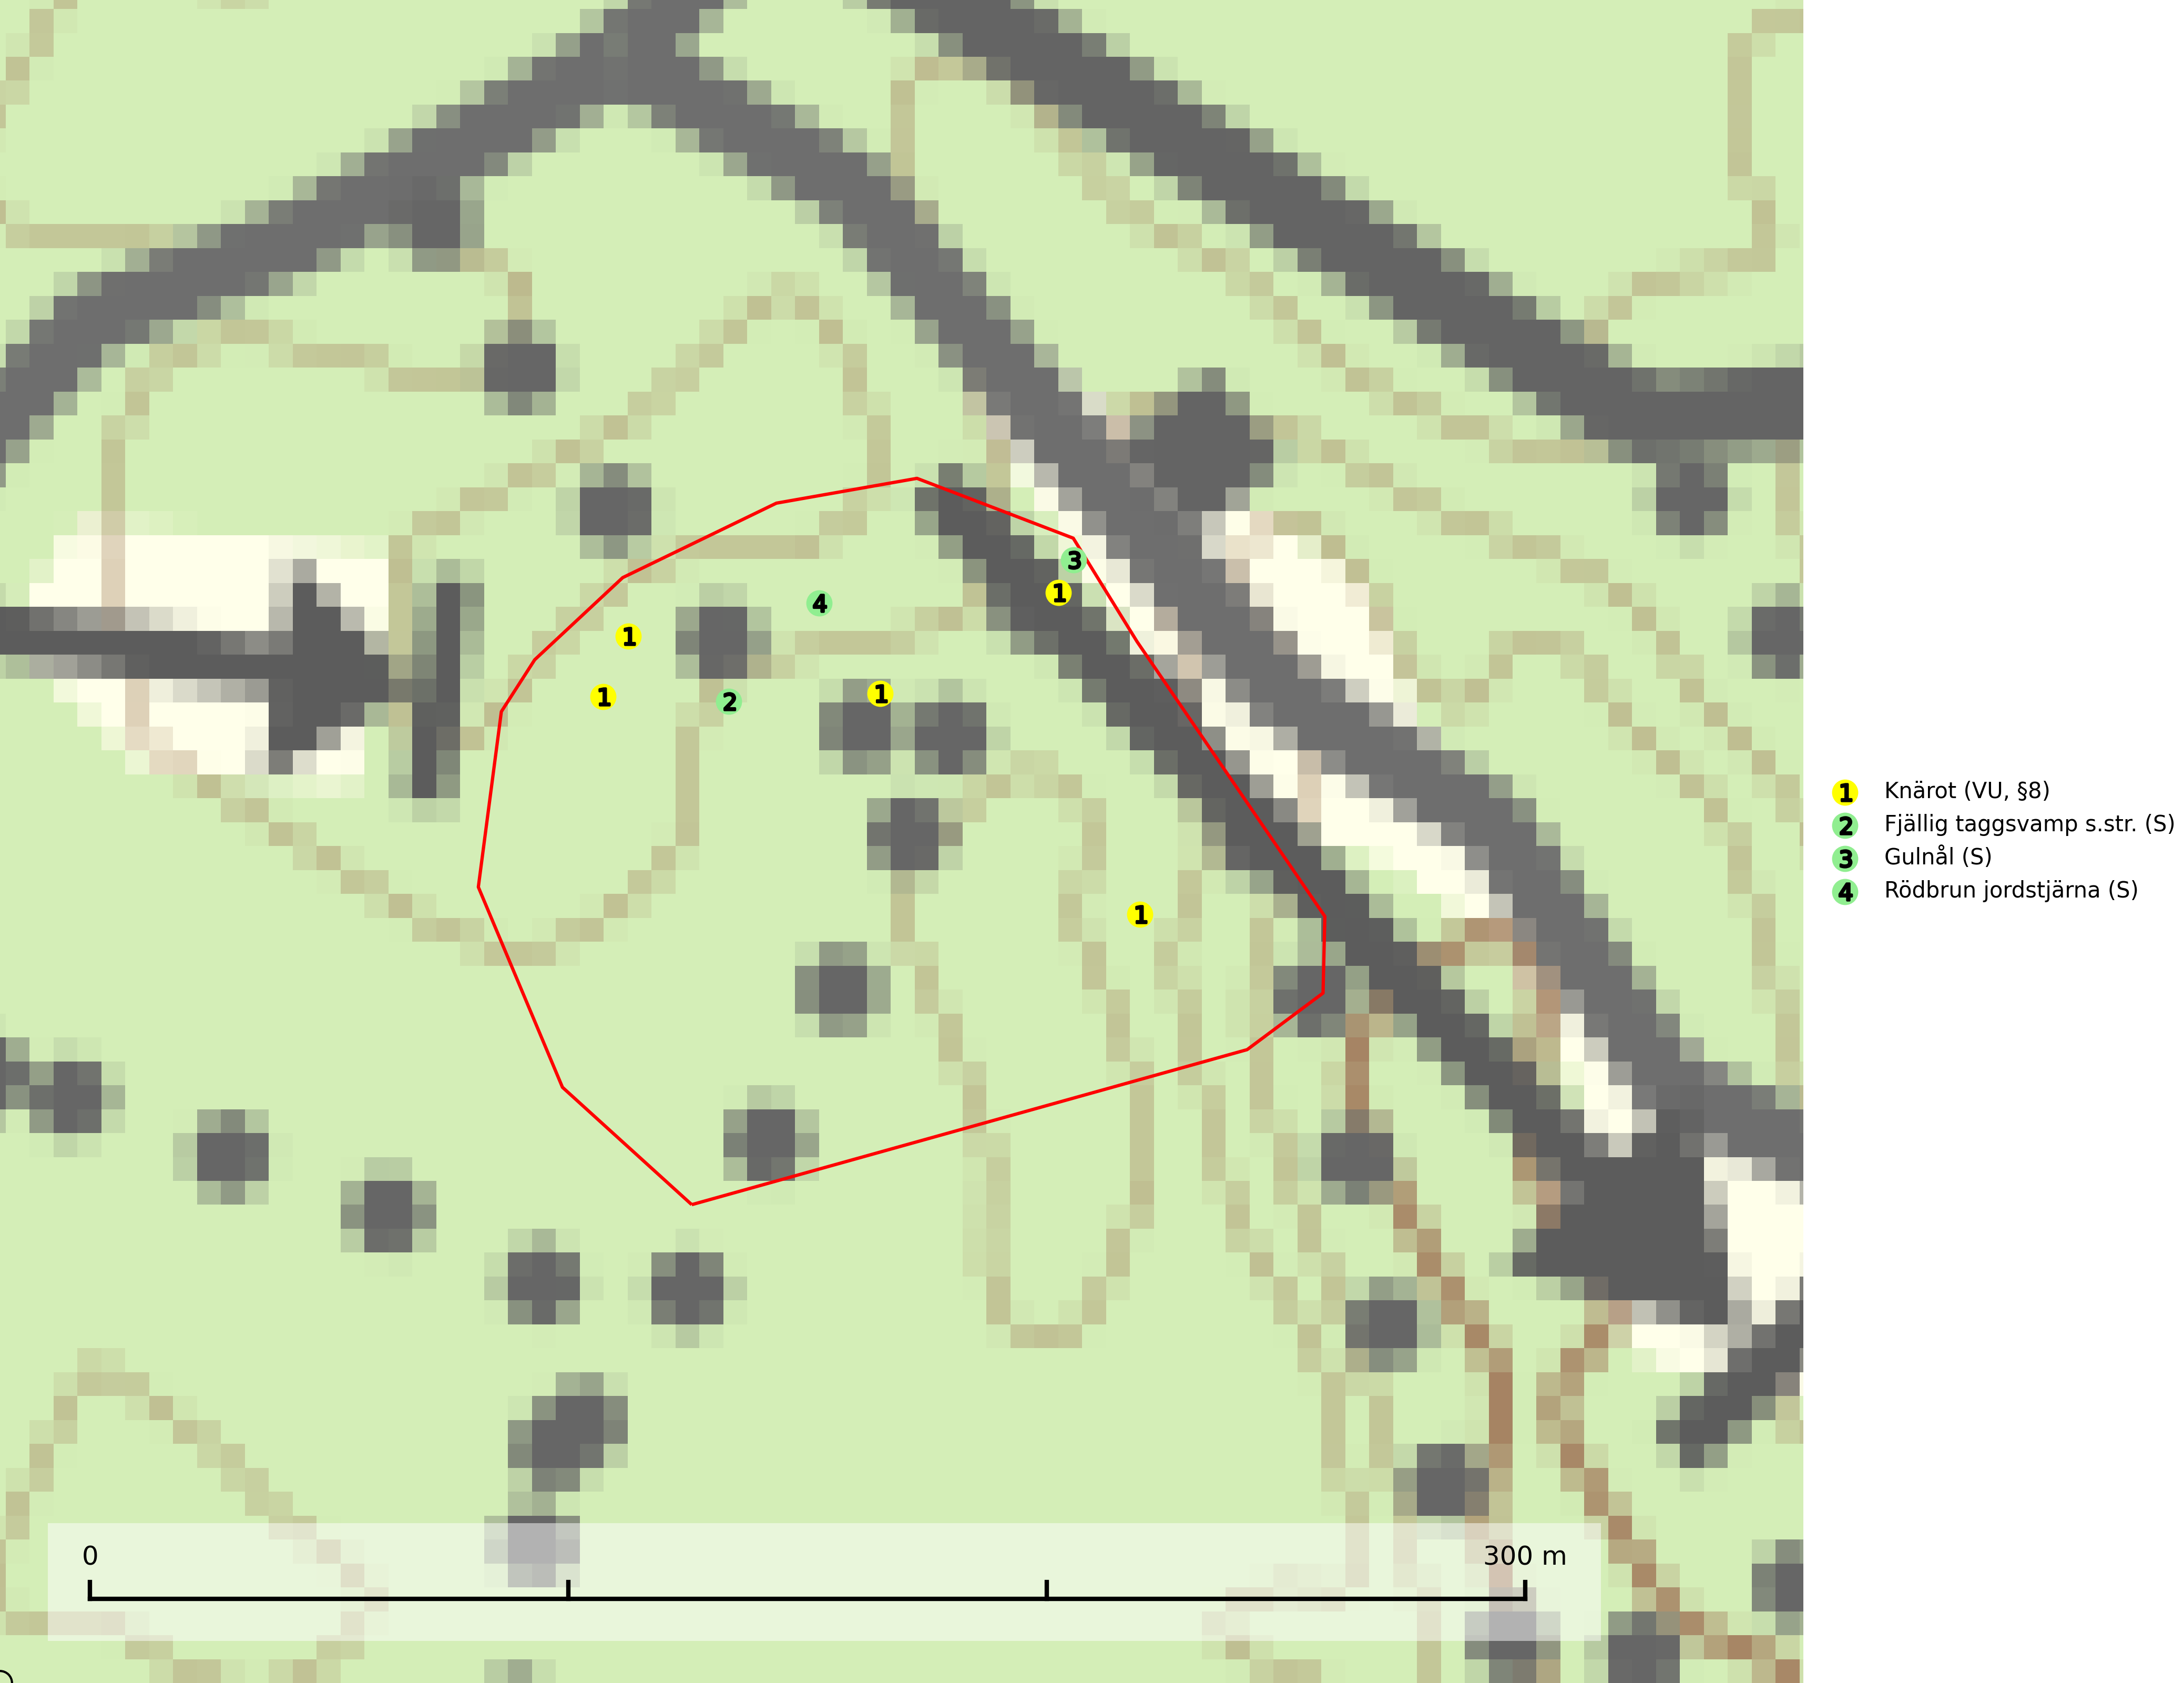 3
1
4
1
1
2
1
1
1 Knärot (VU, §8)
2 Fjällig taggsvamp s.str. (S)
3 Gulnål (S)
4 Rödbrun jordstjärna (S)
0 300 m